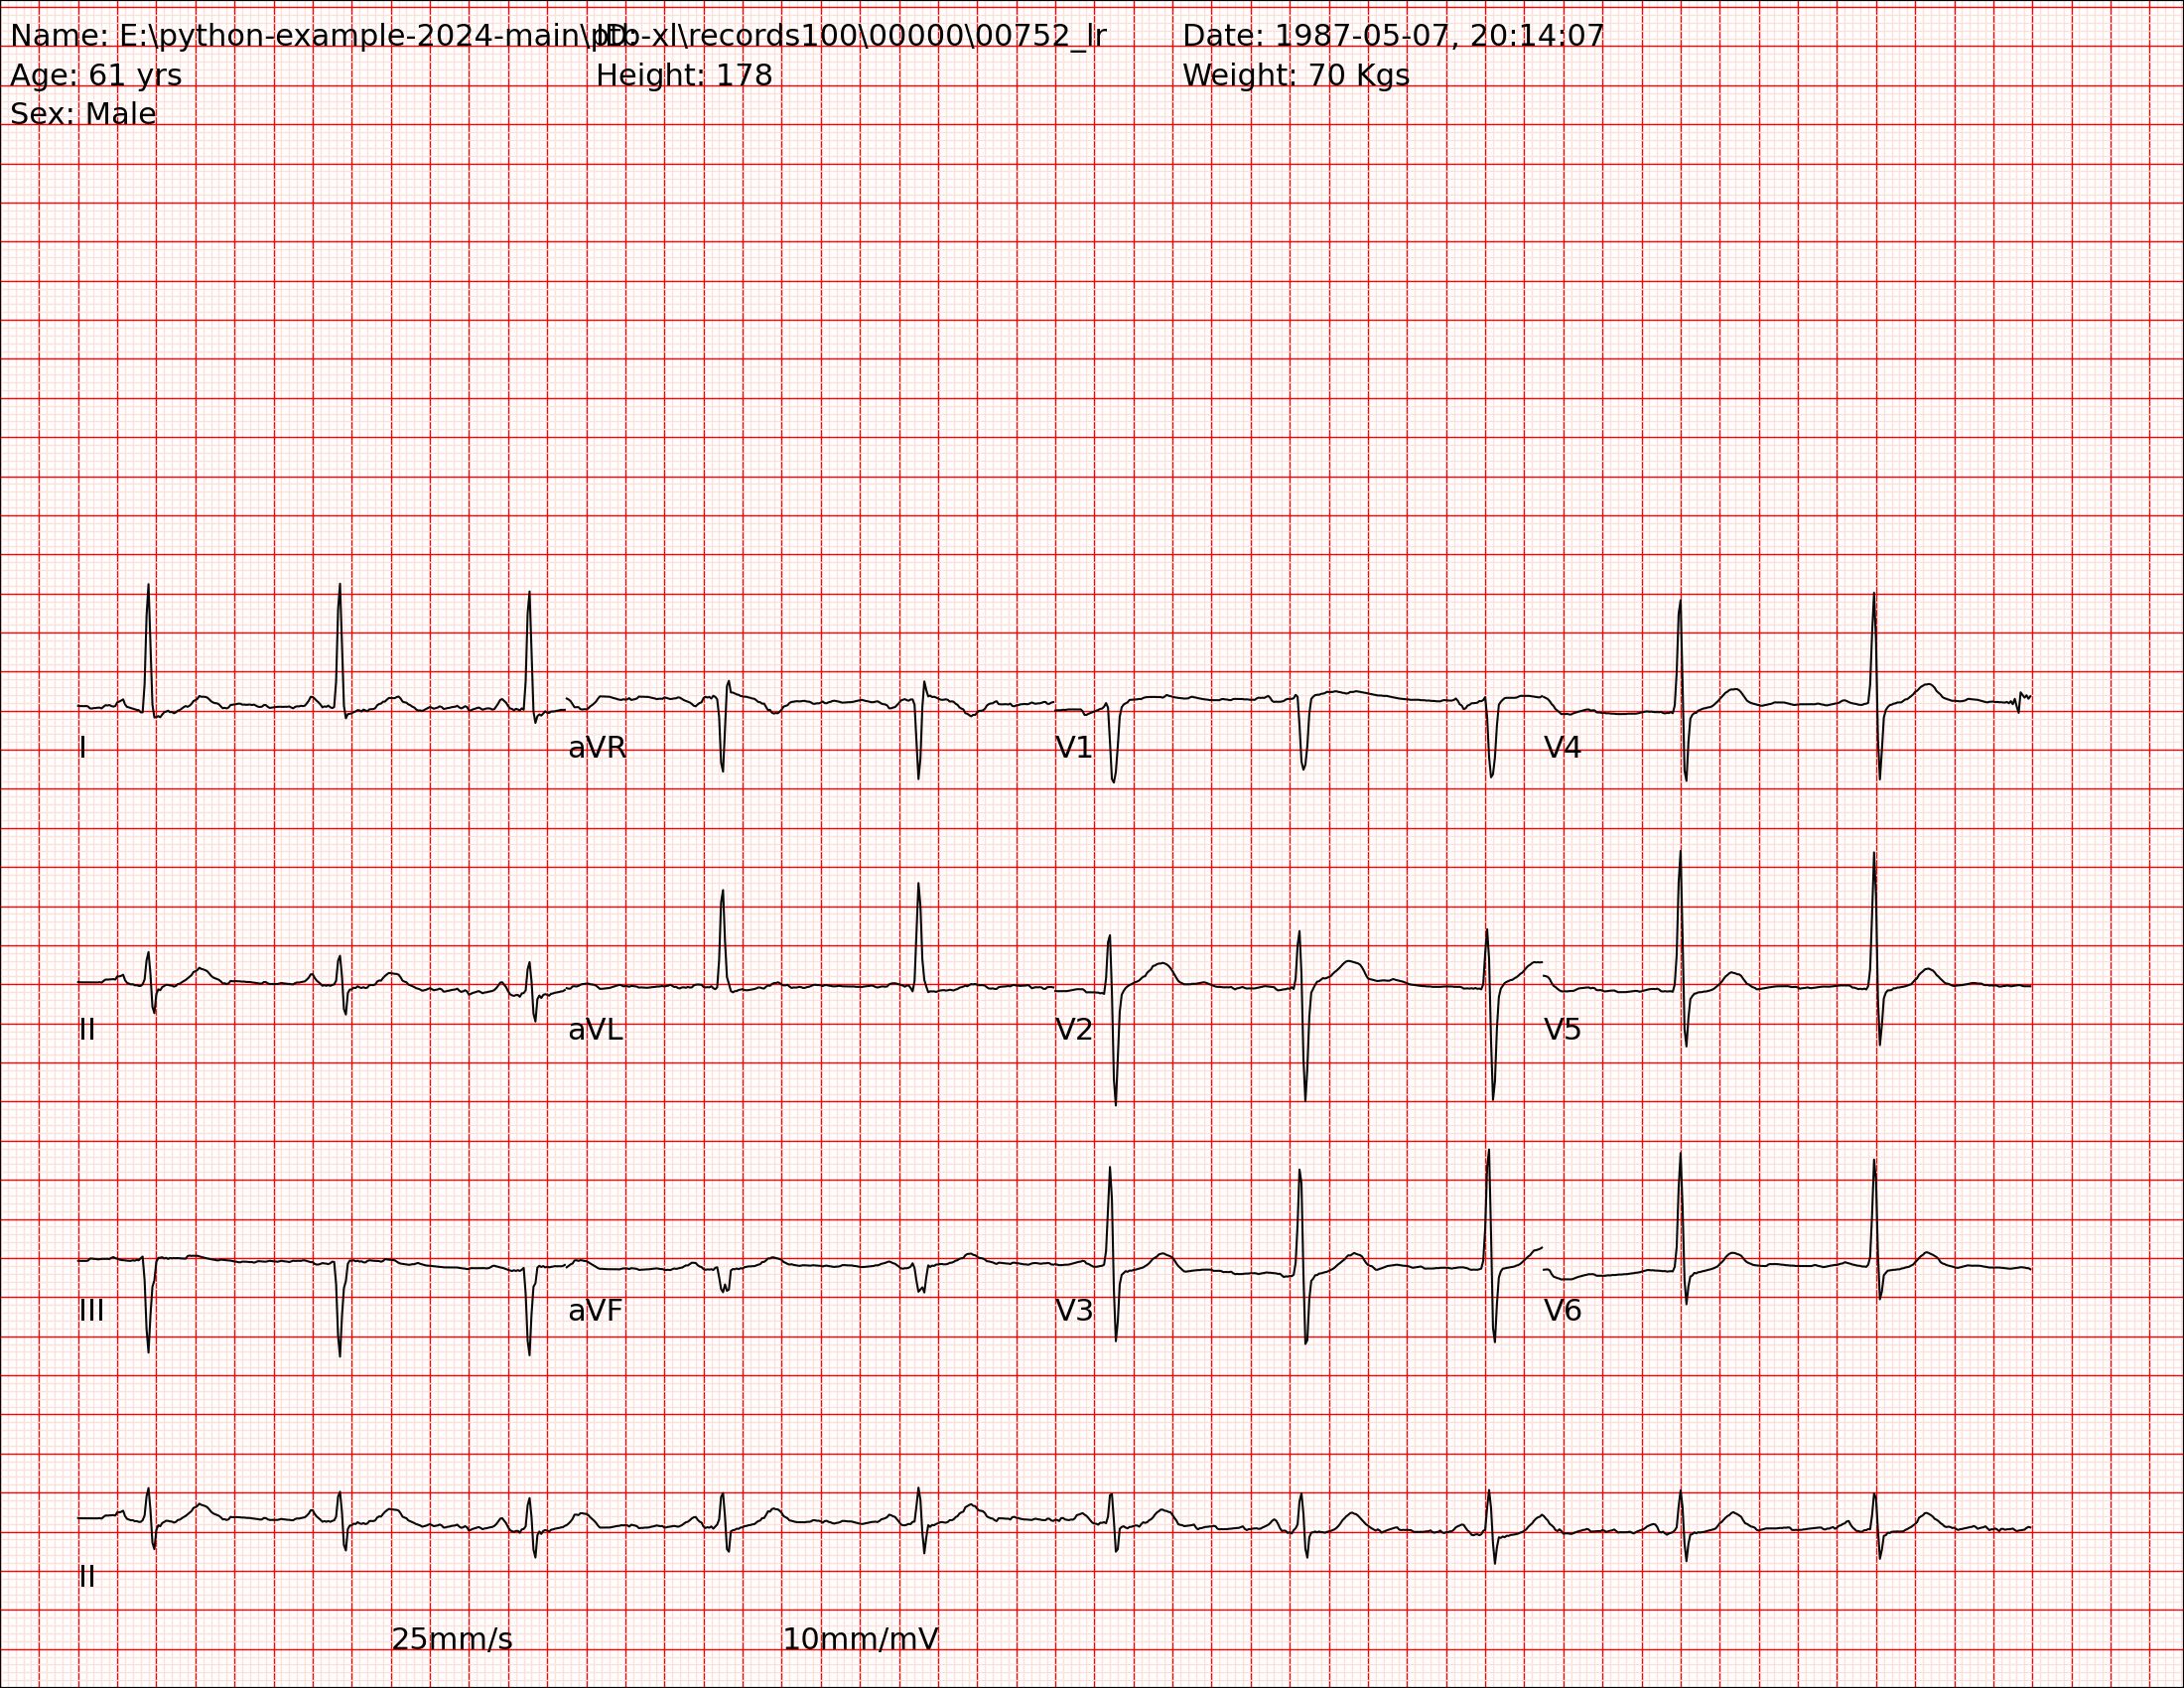 Name: E:\python-example-2024-main\ptb-xl\records100\00000\00752_lr ID: Date: 1987-05-07, 20:14:07
Age: 61 yrs Height: 178 Weight: 70 Kgs
Sex: Male
I aVR V1 V4
II aVL V2 V5
III aVF V3 V6
II
25mm/s 10mm/mV